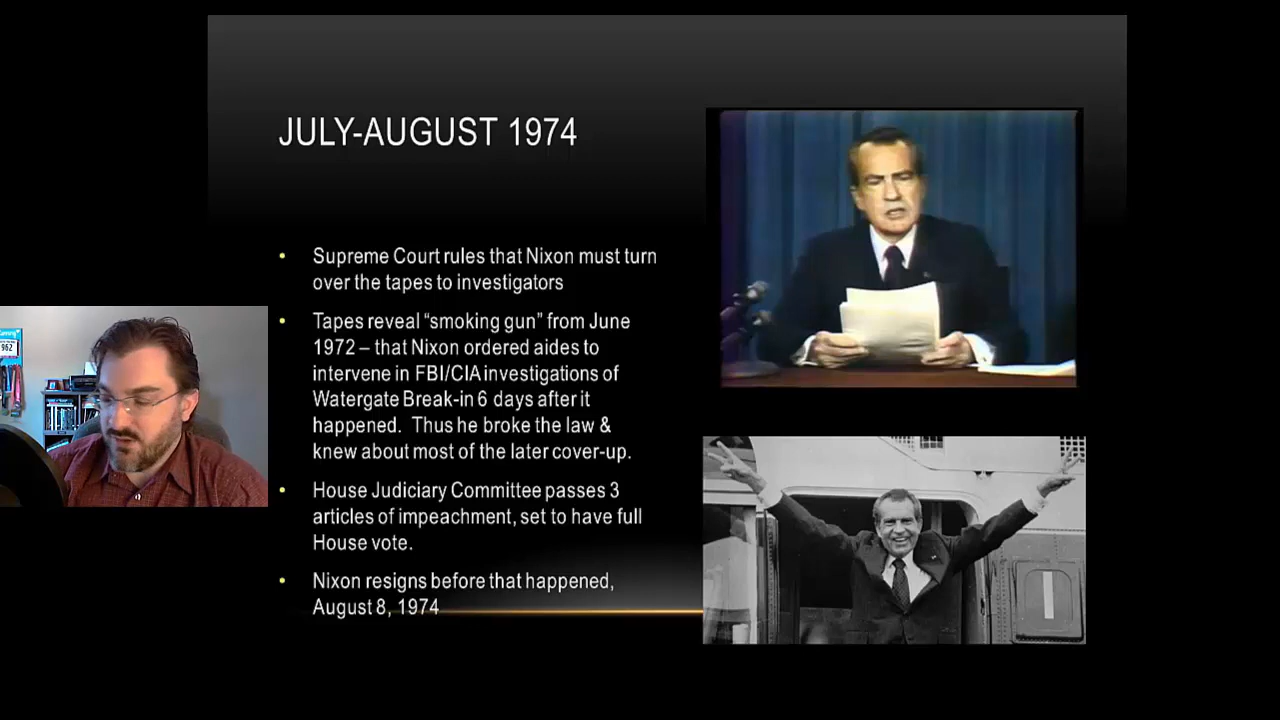 JULY-AUGUST 1974
• Supreme Court rules that Nixon must turn
over the tapes to investigators
• Tapes reveal “smoking gun” from June
1972 – that Nixon ordered aides to
intervene in FBI/CIA investigations of
Watergate Break-in 6 days after it
happened. Thus he broke the law &
knew about most of the later cover-up.
• House Judiciary Committee passes 3
articles of impeachment, set to have full
House vote.
• Nixon resigns before that happened,
August 8, 1974
962